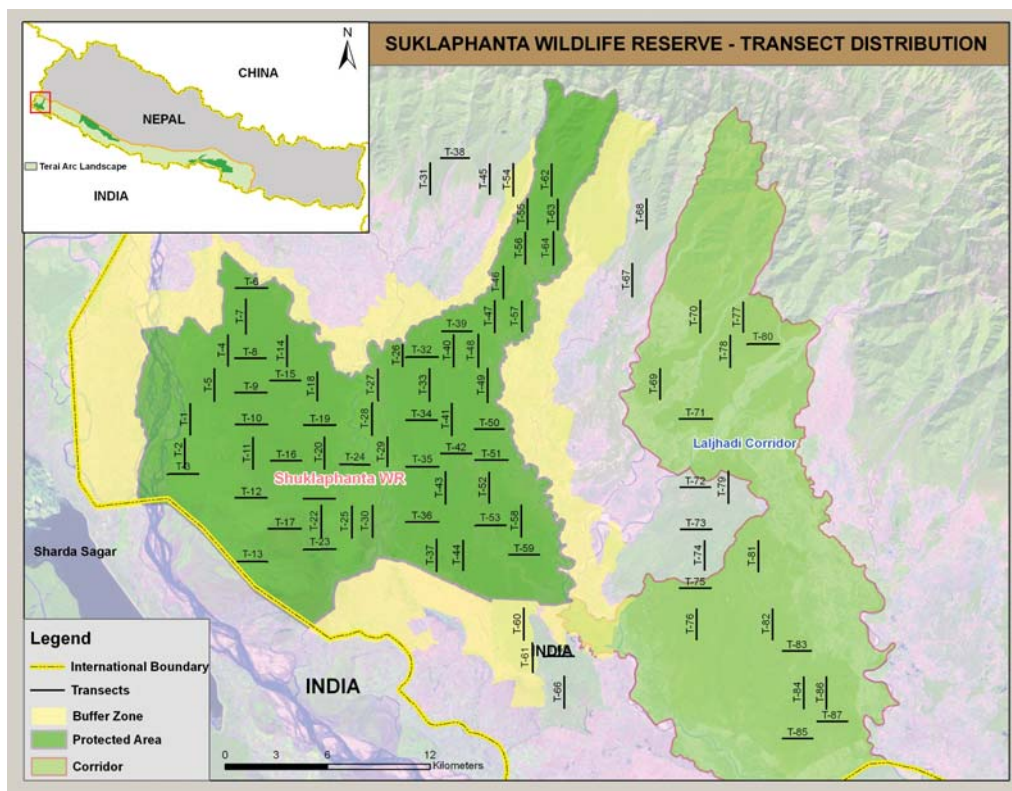 SUKLAPHANTA WILDLIFE RESERVE - TRANSECT DISTRIBUTION
N
CHINA
NEPAL
Terai Arc Landscape
INDIA
T-38
T-31
T-45
T-54
T-62
T-55
T-63
T-68
T-56
T-64
T-46
T-67
T-6
T-7
T-47
T-57
T-70
T-77
T-39
T-4
T-8
T-14
T-26
T-32
T-40
T-48
T-78
T-80
T-5
T-9
T-15
T-18
T-27
T-33
T-49
T-69
T-1
T-10
T-19
T-28
T-34
T-41
T-50
T-71
Laljhadi Corridor
T-2
T-3
T-11
T-16
T-20
T-24
T-29
T-35
T-42
T-51
Shuklaphanta WR
T-12
T-43
T-52
T-72
T-79
T-17
T-22
T-25
T-30
T-36
T-53
T-58
T-73
Sharda Sagar
T-13
T-23
T-37
T-44
T-59
T-74
T-81
T-75
T-60
T-76
T-82
T-61
INDIA
T-83
T-66
T-84
T-86
T-87
T-85
INDIA
Legend
International Boundary
Transects
Buffer Zone
Protected Area
Corridor
0 3 6 12
Kilometers